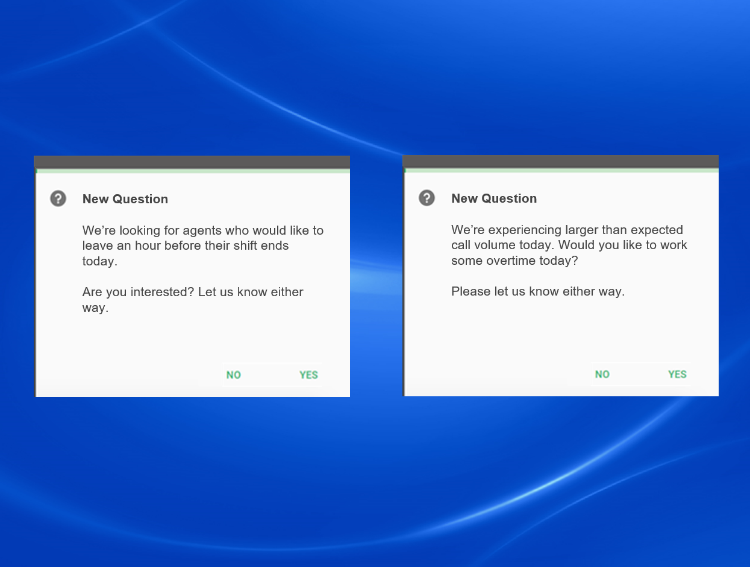 New Question
We're looking for agents who would like to
leave an hour before their shift ends
today.
Are you interested? Let us know either
way.
NO YES
New Question
We're experiencing larger than expected
call volume today. Would you like to work
some overtime today?
Please let us know either way.
NO YES